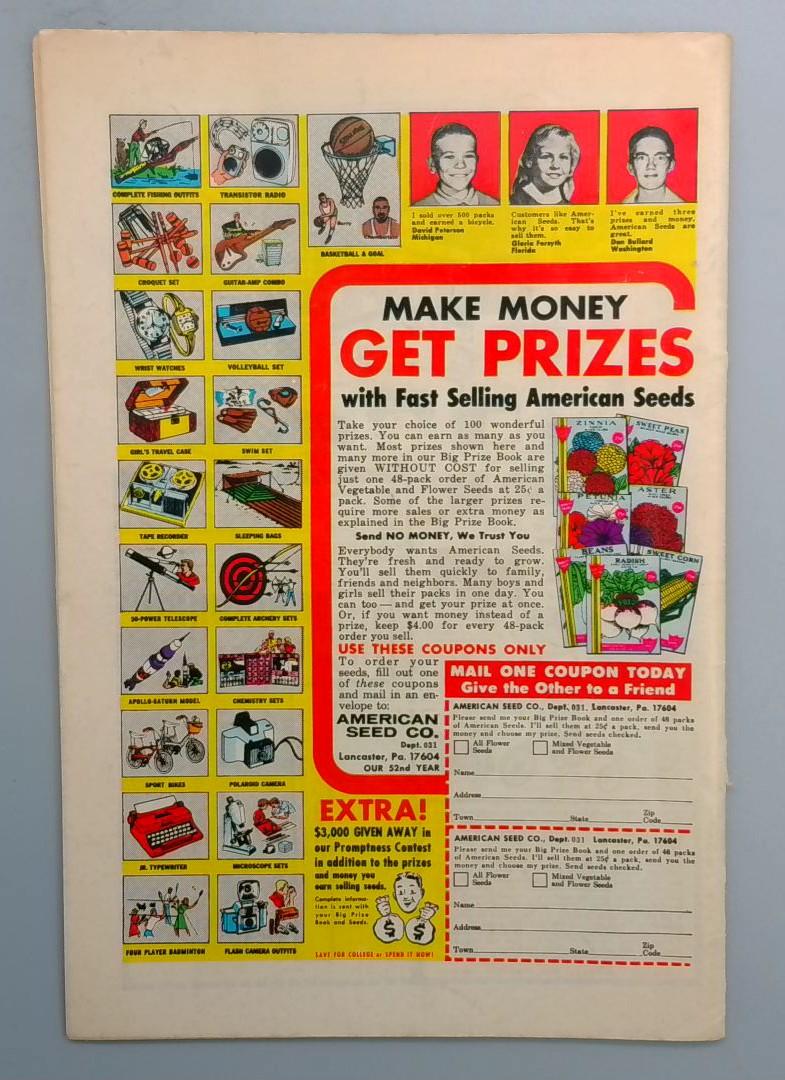 COMPLETE FISHING OUTFITS
TRANSISTOR RADIO
CROQUET SET
GUITAR-AMP COMBO
WRIST WATCHES
VOLLEYBALL SET
GIRL'S TRAVEL CASE
SWIM SET
TAPE RECORDER
SLEEPING BAGS
30-POWER TELESCOPE
COMPLETE ARCHERY SETS
APOLLO-SATURN MODEL
CHEMISTRY SETS
SPORT BIKES
POLAROID CAMERA
JR. TYPEWRITER
MICROSCOPE SETS
FOUR PLAYER BADMINTON
FLASH CAMERA OUTFITS
SPALDING
Barry
Chamberlain
BASKETBALL & GOAL
I sold over 500 packs
and earned a bicycle.
David Peterson
Michigan
Customers like Amer-
ican Seeds. That's
why it's so easy to
sell them.
Gloria Forsyth
Florida
I've earned three
prizes and money.
American Seeds are
great.
Dan Bullard
Washington
MAKE MONEY
GET PRIZES
with Fast Selling American Seeds
Take your choice of 100 wonderful
prizes. You can earn as many as you
want. Most prizes shown here and
many more in our Big Prize Book are
given WITHOUT COST for selling
just one 48-pack order of American
Vegetable and Flower Seeds at 25¢ a
pack. Some of the larger prizes re-
quire more sales or extra money as
explained in the Big Prize Book.
Send NO MONEY, We Trust You
Everybody wants American Seeds.
They're fresh and ready to grow.
You'll sell them quickly to family,
friends and neighbors. Many boys and
girls sell their packs in one day. You
can too — and get your prize at once.
Or, if you want money instead of a
prize, keep $4.00 for every 48-pack
order you sell.
ZINNIA
SWEET PEAS
PETUNIA
ASTER
BEANS
RADISH
SWEET CORN
USE THESE COUPONS ONLY
To order your
seeds, fill out one
of these coupons
and mail in an en-
velope to:
AMERICAN
SEED CO.
Dept. 031
Lancaster, Pa. 17604
OUR 52nd YEAR
MAIL ONE COUPON TODAY
Give the Other to a Friend
AMERICAN SEED CO., Dept. 031, Lancaster, Pa. 17604
Please send me your Big Prize Book and one order of 48 packs
of American Seeds. I'll sell them at 25¢ a pack, send you the
money and choose my prize. Send seeds checked.
All Flower
Seeds
Mixed Vegetable
and Flower Seeds
Name
Address
Town State Zip
Code
AMERICAN SEED CO., Dept. 031 Lancaster, Pa. 17604
Please send me your Big Prize Book and one order of 48 packs
of American Seeds. I'll sell them at 25¢ a pack, send you the
money and choose my prize. Send seeds checked.
All Flower
Seeds
Mixed Vegetable
and Flower Seeds
Name
Address
Town State Zip
Code
EXTRA!
$3,000 GIVEN AWAY in
our Promptness Contest
in addition to the prizes
and money you
earn selling seeds.
Complete informa-
tion is sent with
your Big Prize
Book and Seeds.
$ $
SAVE FOR COLLEGE or SPEND IT NOW!